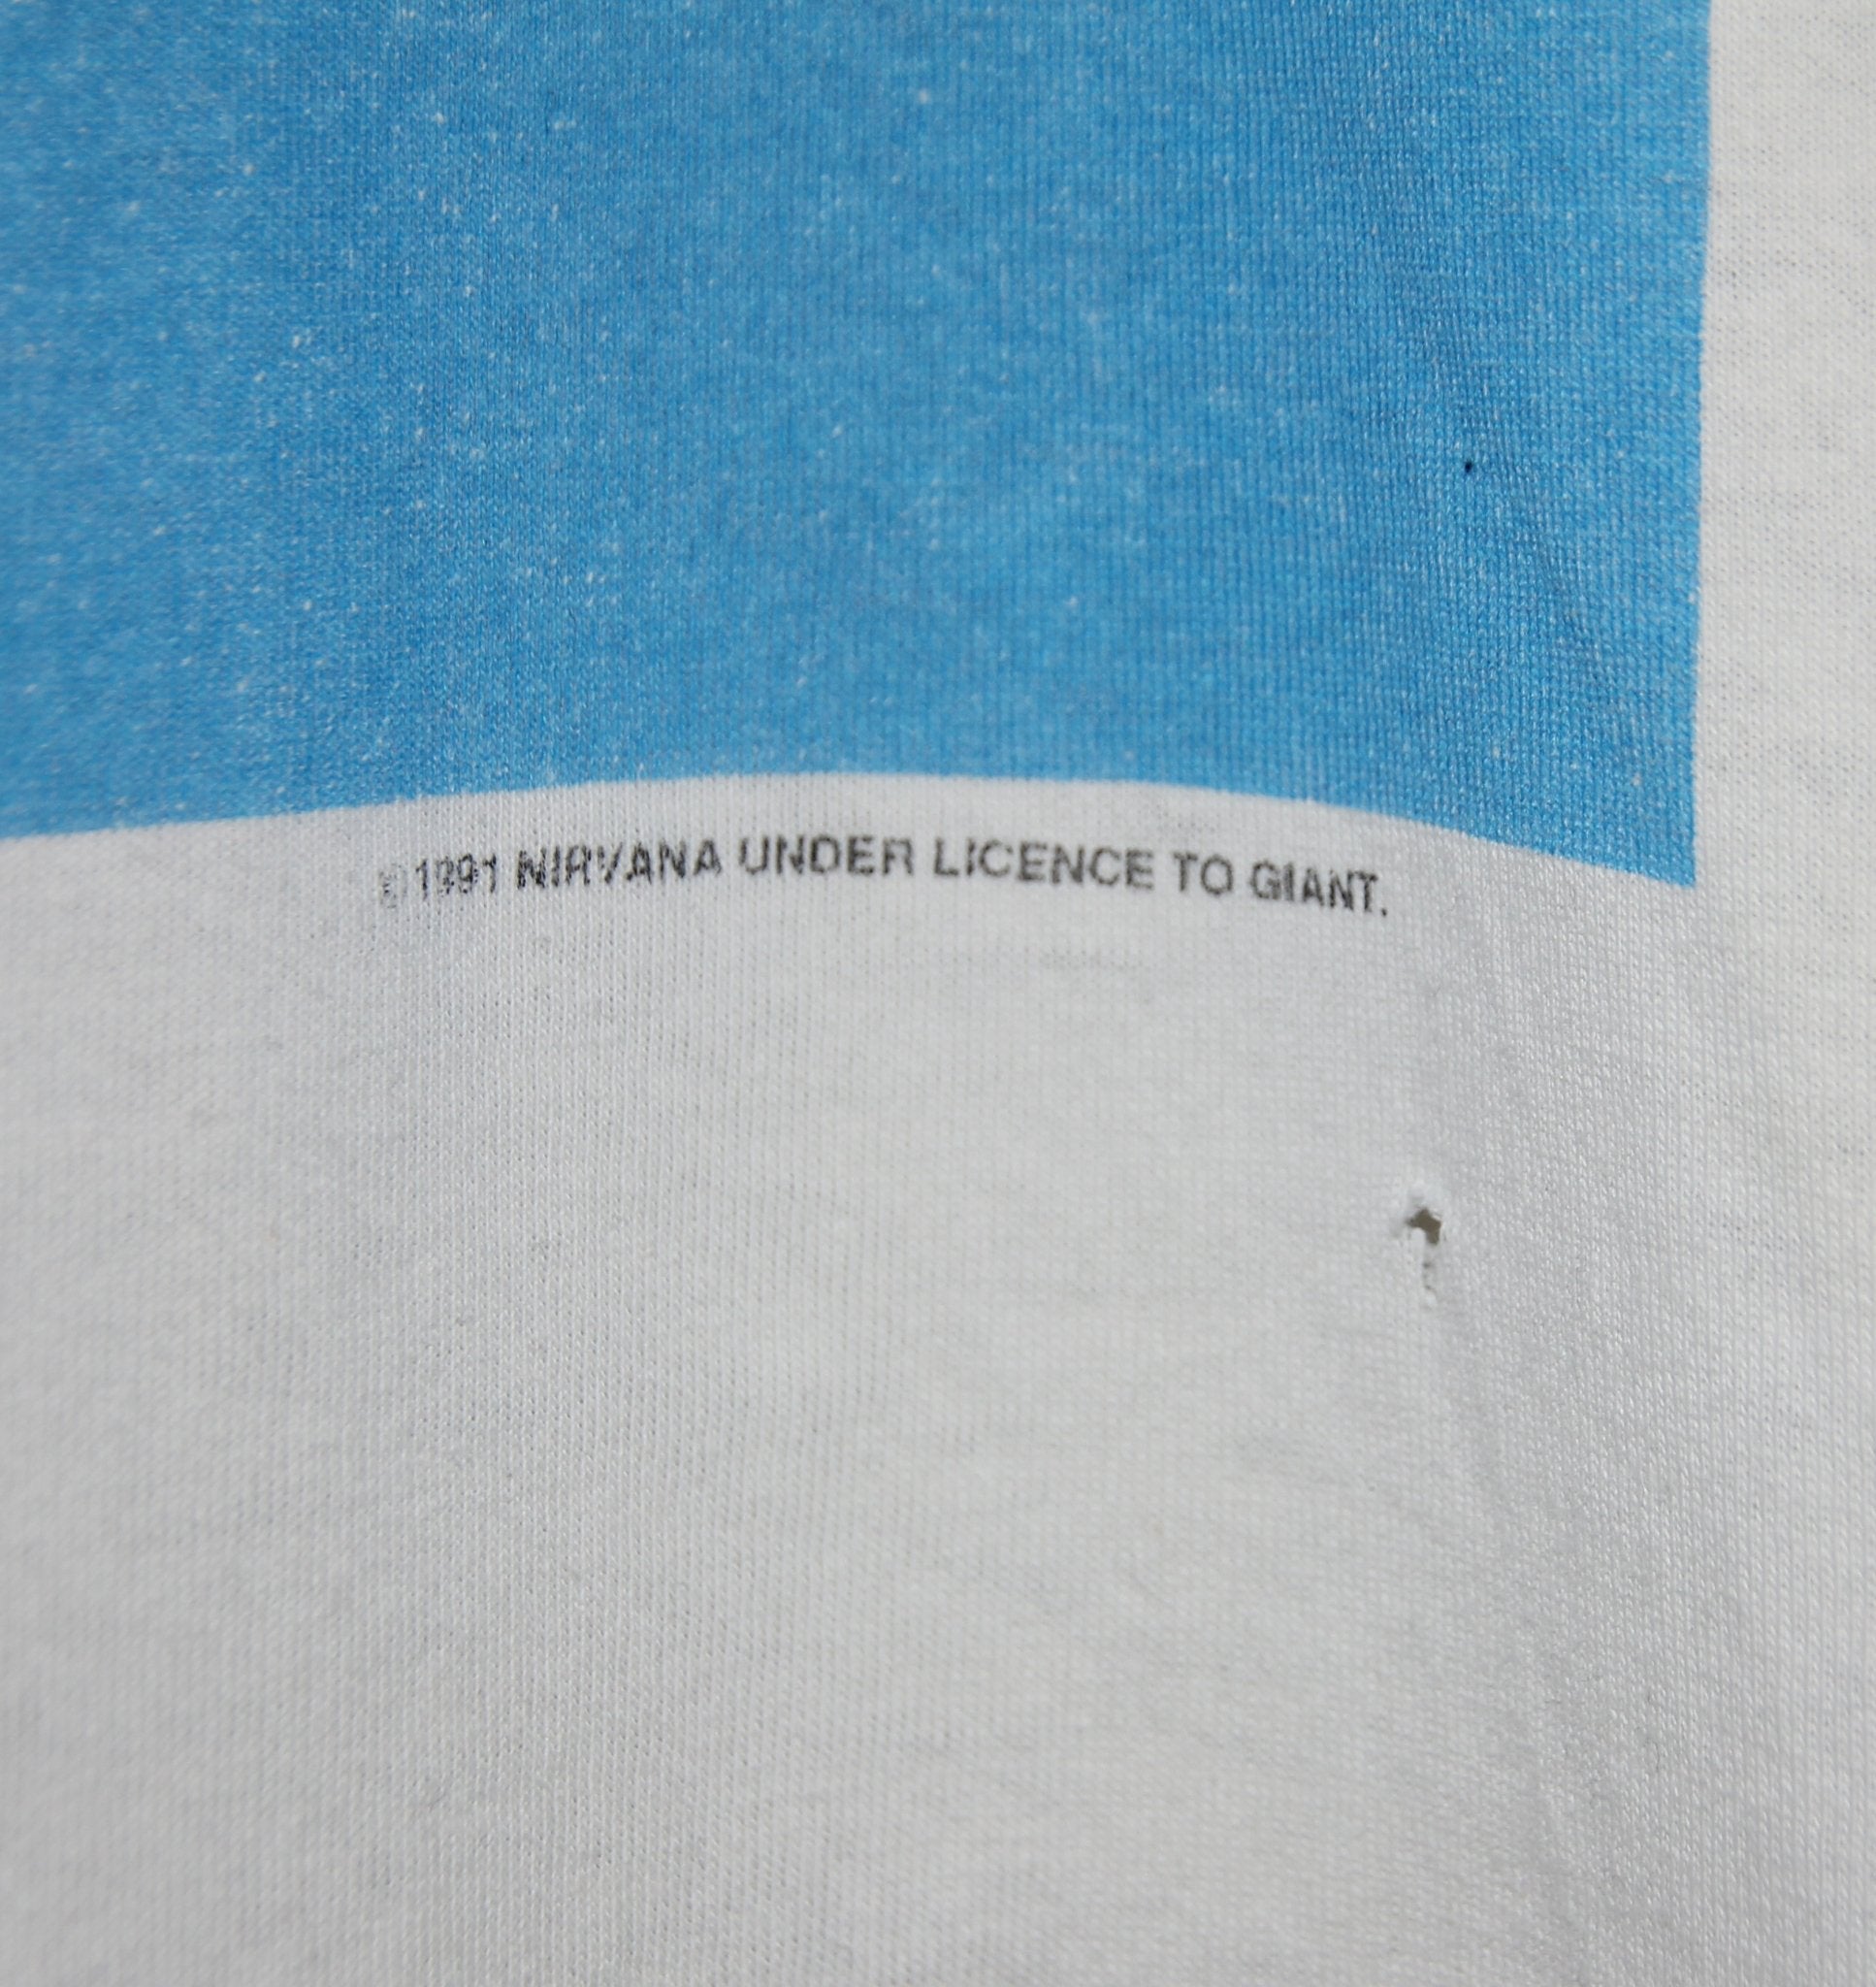 ©1991 NIRVANA UNDER LICENCE TO GIANT.